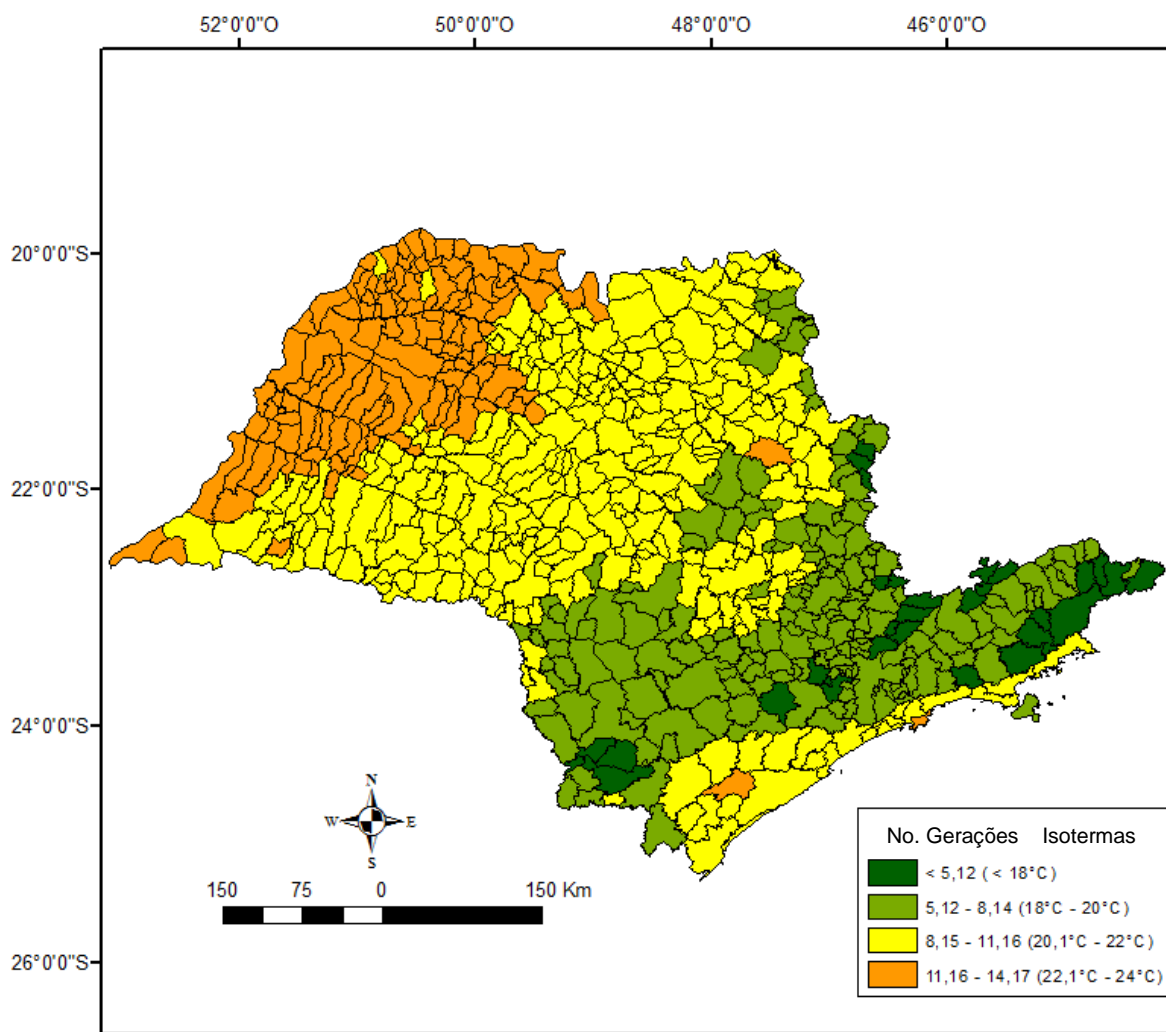 52°0'0"O 50°0'0"O 48°0'0"O 46°0'0"O
20°0'0"S
22°0'0"S
24°0'0"S
26°0'0"S
N
W E
S
150 75 0 150 Km
No. Gerações Isotermas
< 5,12 ( < 18°C )
5,12 - 8,14 (18°C - 20°C)
8,15 - 11,16 (20,1°C - 22°C)
11,16 - 14,17 (22,1°C - 24°C)